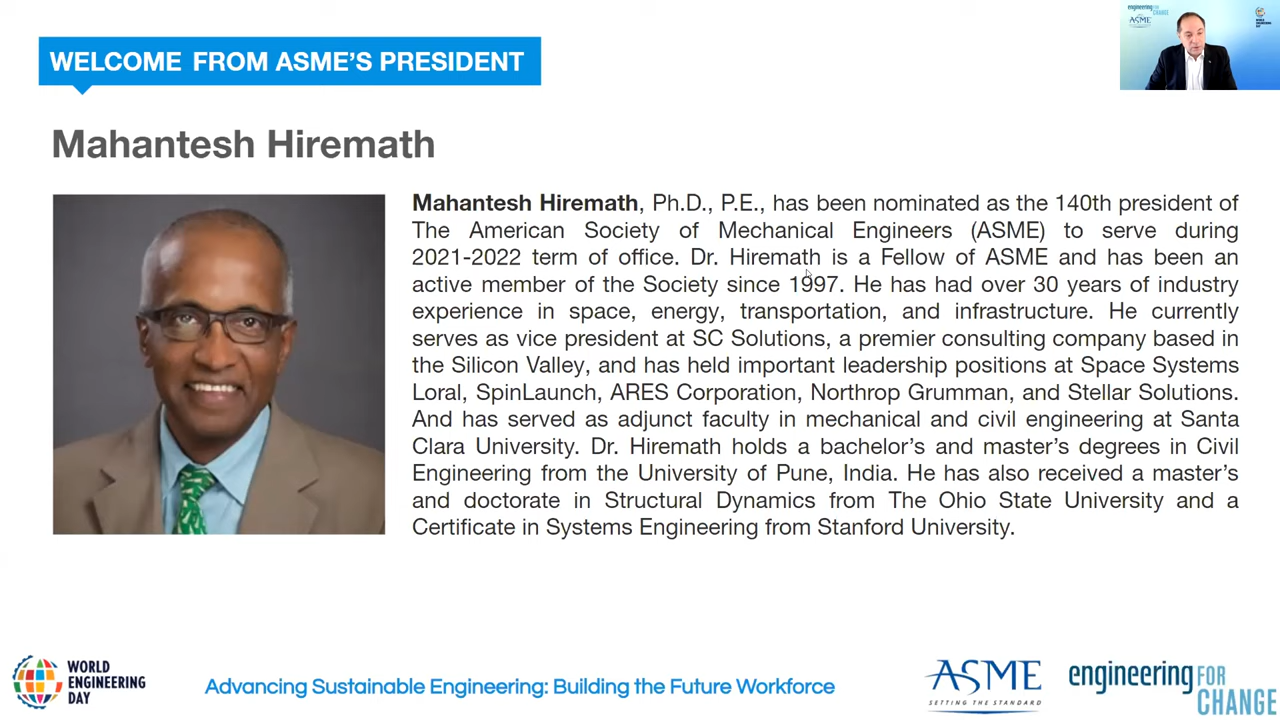 WELCOME FROM ASME'S PRESIDENT
engineering FOR
CHANGE
ASME
WORLD
ENGINEERING
DAY
Mahantesh Hiremath
Mahantesh Hiremath, Ph.D., P.E., has been nominated as the 140th president of
The American Society of Mechanical Engineers (ASME) to serve during
2021-2022 term of office. Dr. Hiremath is a Fellow of ASME and has been an
active member of the Society since 1997. He has had over 30 years of industry
experience in space, energy, transportation, and infrastructure. He currently
serves as vice president at SC Solutions, a premier consulting company based in
the Silicon Valley, and has held important leadership positions at Space Systems
Loral, SpinLaunch, ARES Corporation, Northrop Grumman, and Stellar Solutions.
And has served as adjunct faculty in mechanical and civil engineering at Santa
Clara University. Dr. Hiremath holds a bachelor's and master's degrees in Civil
Engineering from the University of Pune, India. He has also received a master's
and doctorate in Structural Dynamics from The Ohio State University and a
Certificate in Systems Engineering from Stanford University.
WORLD
ENGINEERING
DAY
Advancing Sustainable Engineering: Building the Future Workforce
ASME
SETTING THE STANDARD
engineering FOR
CHANGE